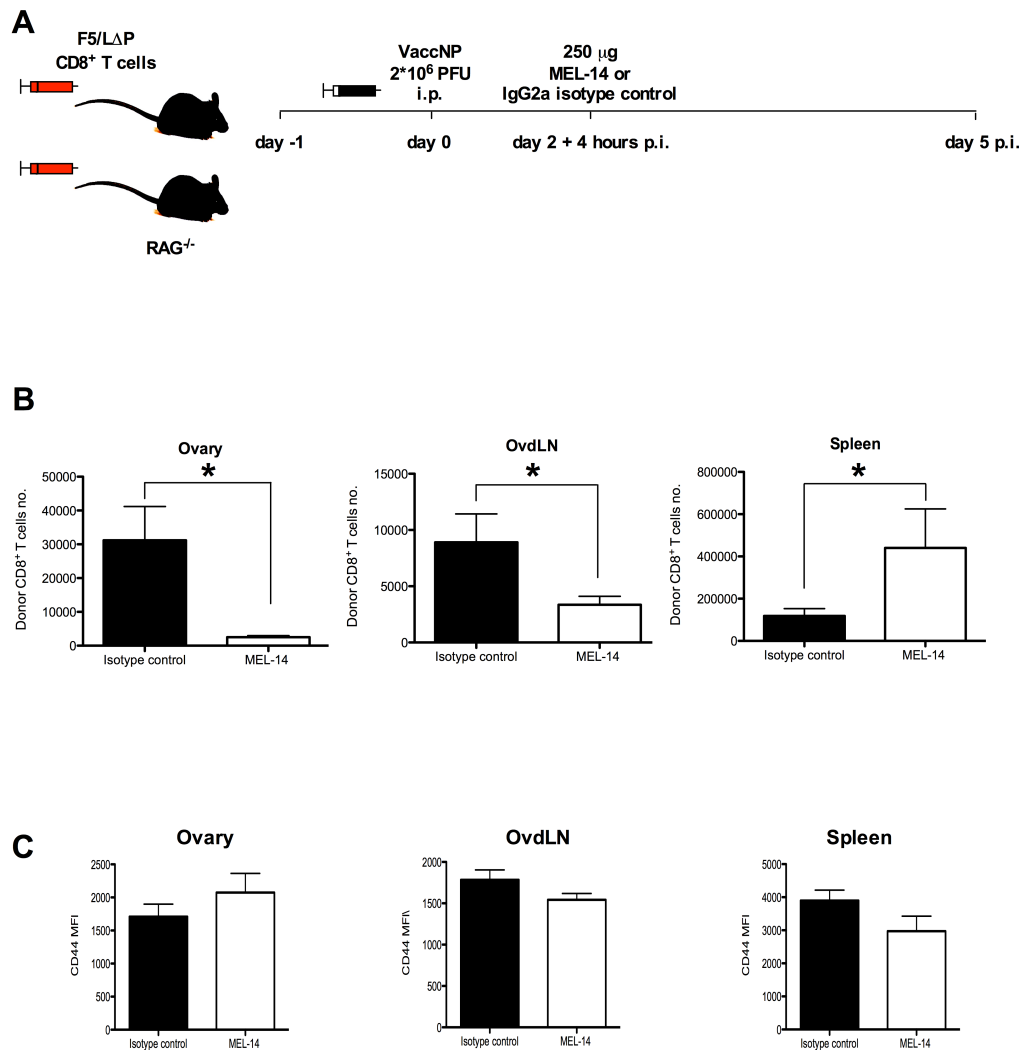 A
F5/LΔP
CD8+ T cells
VaccNP
2*10⁶ PFU
i.p.
250 μg
MEL-14 or
IgG2a isotype control
day -1
day 0
day 2 + 4 hours p.i.
day 5 p.i.
RAG-/-
B
Ovary
*
Donor CD8+ T cells no.
50000
40000
30000
20000
10000
0
Isotype control
MEL-14
OvdLN
*
Donor CD8+ T cells no.
15000
10000
5000
0
Isotype control
MEL-14
Spleen
*
Donor CD8+ T cells no.
800000
600000
400000
200000
0
Isotype control
MEL-14
C
Ovary
CD44 MFI
2500
2000
1500
1000
500
0
Isotype control
MEL-14
OvdLN
CD44 MFI\
2000
1500
1000
500
0
Isotype control
MEL-14
Spleen
CD44 MFI
5000
4000
3000
2000
1000
0
Isotype control
MEL-14